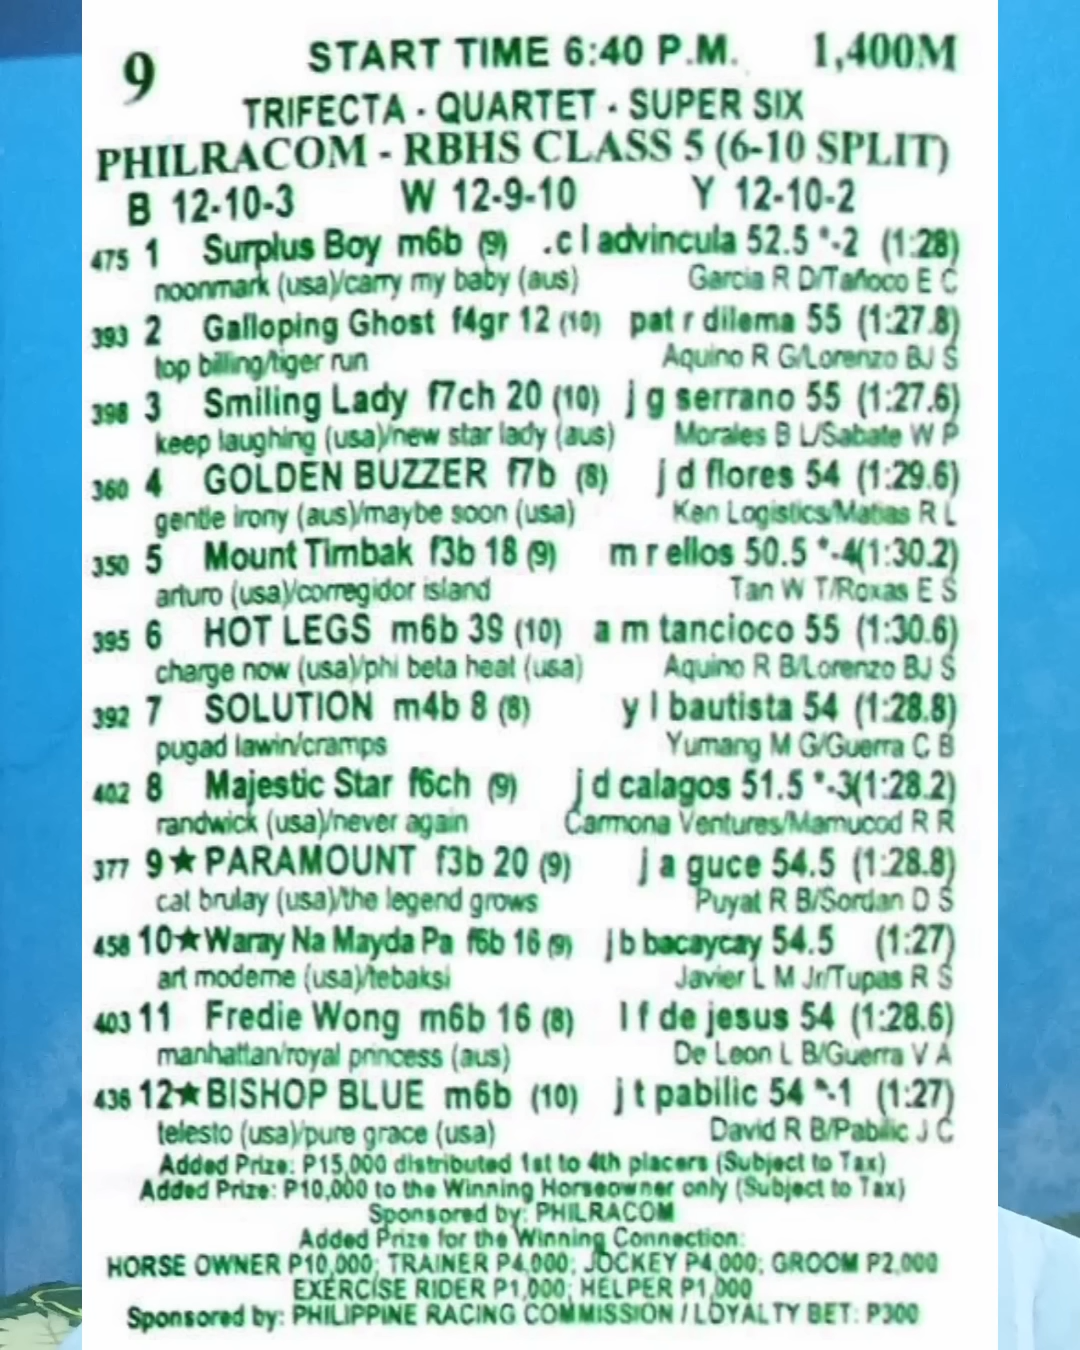 9 START TIME 6:40 P.M. 1,400M
TRIFECTA - QUARTET - SUPER SIX
PHILRACOM - RBHS CLASS 5 (6-10 SPLIT)
B 12-10-3 W 12-9-10 Y 12-10-2
475 1 Surplus Boy m6b (9) .c l advincula 52.5 *-2 (1:28)
noonmark (usa)/carry my baby (aus) Garcia R D/Tañoco E C
393 2 Galloping Ghost f4gr 12 (10) pat r dilema 55 (1:27.8)
top billing/tiger run Aquino R G/Lorenzo BJ S
398 3 Smiling Lady f7ch 20 (10) j g serrano 55 (1:27.6)
keep laughing (usa)/new star lady (aus) Morales B L/Sabate W P
360 4 GOLDEN BUZZER f7b (8) j d flores 54 (1:29.6)
gentle irony (aus)/maybe soon (usa) Ken Logistics/Matias R L
350 5 Mount Timbak f3b 18 (9) m r ellos 50.5 *-4(1:30.2)
arturo (usa)/corregidor island Tan W T/Roxas E S
395 6 HOT LEGS m6b 39 (10) a m tancioco 55 (1:30.6)
charge now (usa)/phi beta heat (usa) Aquino R B/Lorenzo BJ S
392 7 SOLUTION m4b 8 (8) y l bautista 54 (1:28.8)
pugad lawin/cramps Yumang M G/Guerra C B
402 8 Majestic Star f6ch (9) j d calagos 51.5 *-3(1:28.2)
randwick (usa)/never again Carmona Ventures/Mamucod R R
377 9★PARAMOUNT f3b 20 (9) j a guce 54.5 (1:28.8)
cat brulay (usa)/the legend grows Puyat R B/Sordan D S
458 10★Waray Na Mayda Pa f6b 16 (9) j b bacaycay 54.5 (1:27)
art moderne (usa)/tebaksi Javier L M Jr/Tupas R S
403 11 Fredie Wong m6b 16 (8) l f de jesus 54 (1:28.6)
manhattan/royal princess (aus) De Leon L B/Guerra V A
436 12★BISHOP BLUE m6b (10) j t pabilic 54 *-1 (1:27)
telesto (usa)/pure grace (usa) David R B/Pabilic J C
Added Prize: P15,000 distributed 1st to 4th placers (Subject to Tax)
Added Prize: P10,000 to the Winning Horseowner only (Subject to Tax)
Sponsored by: PHILRACOM
Added Prize for the Winning Connection:
HORSE OWNER P10,000; TRAINER P4,000; JOCKEY P4,000; GROOM P2,000
EXERCISE RIDER P1,000; HELPER P1,000
Sponsored by: PHILIPPINE RACING COMMISSION / LOYALTY BET: P300